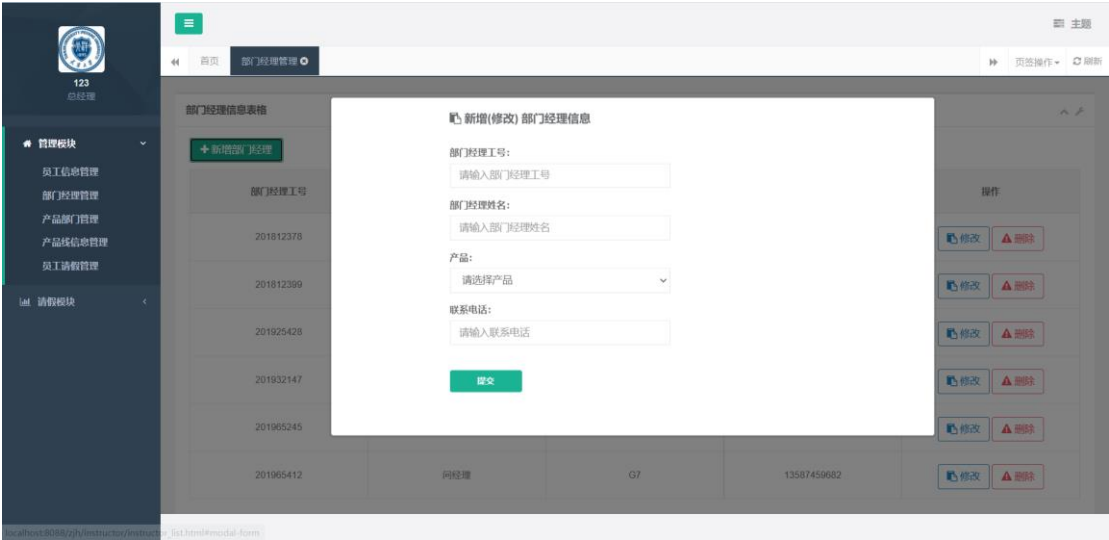 主题
首页
部门经理管理
页签操作
刷新
123
总经理
管理模块
员工信息管理
部门经理管理
产品部门管理
产品线信息管理
员工请假管理
请假模块
部门经理信息表格
新增部门经理
部门经理工号
操作
201812378
修改 删除
201812399
修改 删除
201925428
修改 删除
201932147
修改 删除
201965245
修改 删除
201965412 问经理 G7 13587459682
修改 删除
新增(修改) 部门经理信息
部门经理工号:
请输入部门经理工号
部门经理姓名:
请输入部门经理姓名
产品:
请选择产品
联系电话:
请输入联系电话
提交
localhost:8088/zjh/instructor/instructor_list.html#modal-form